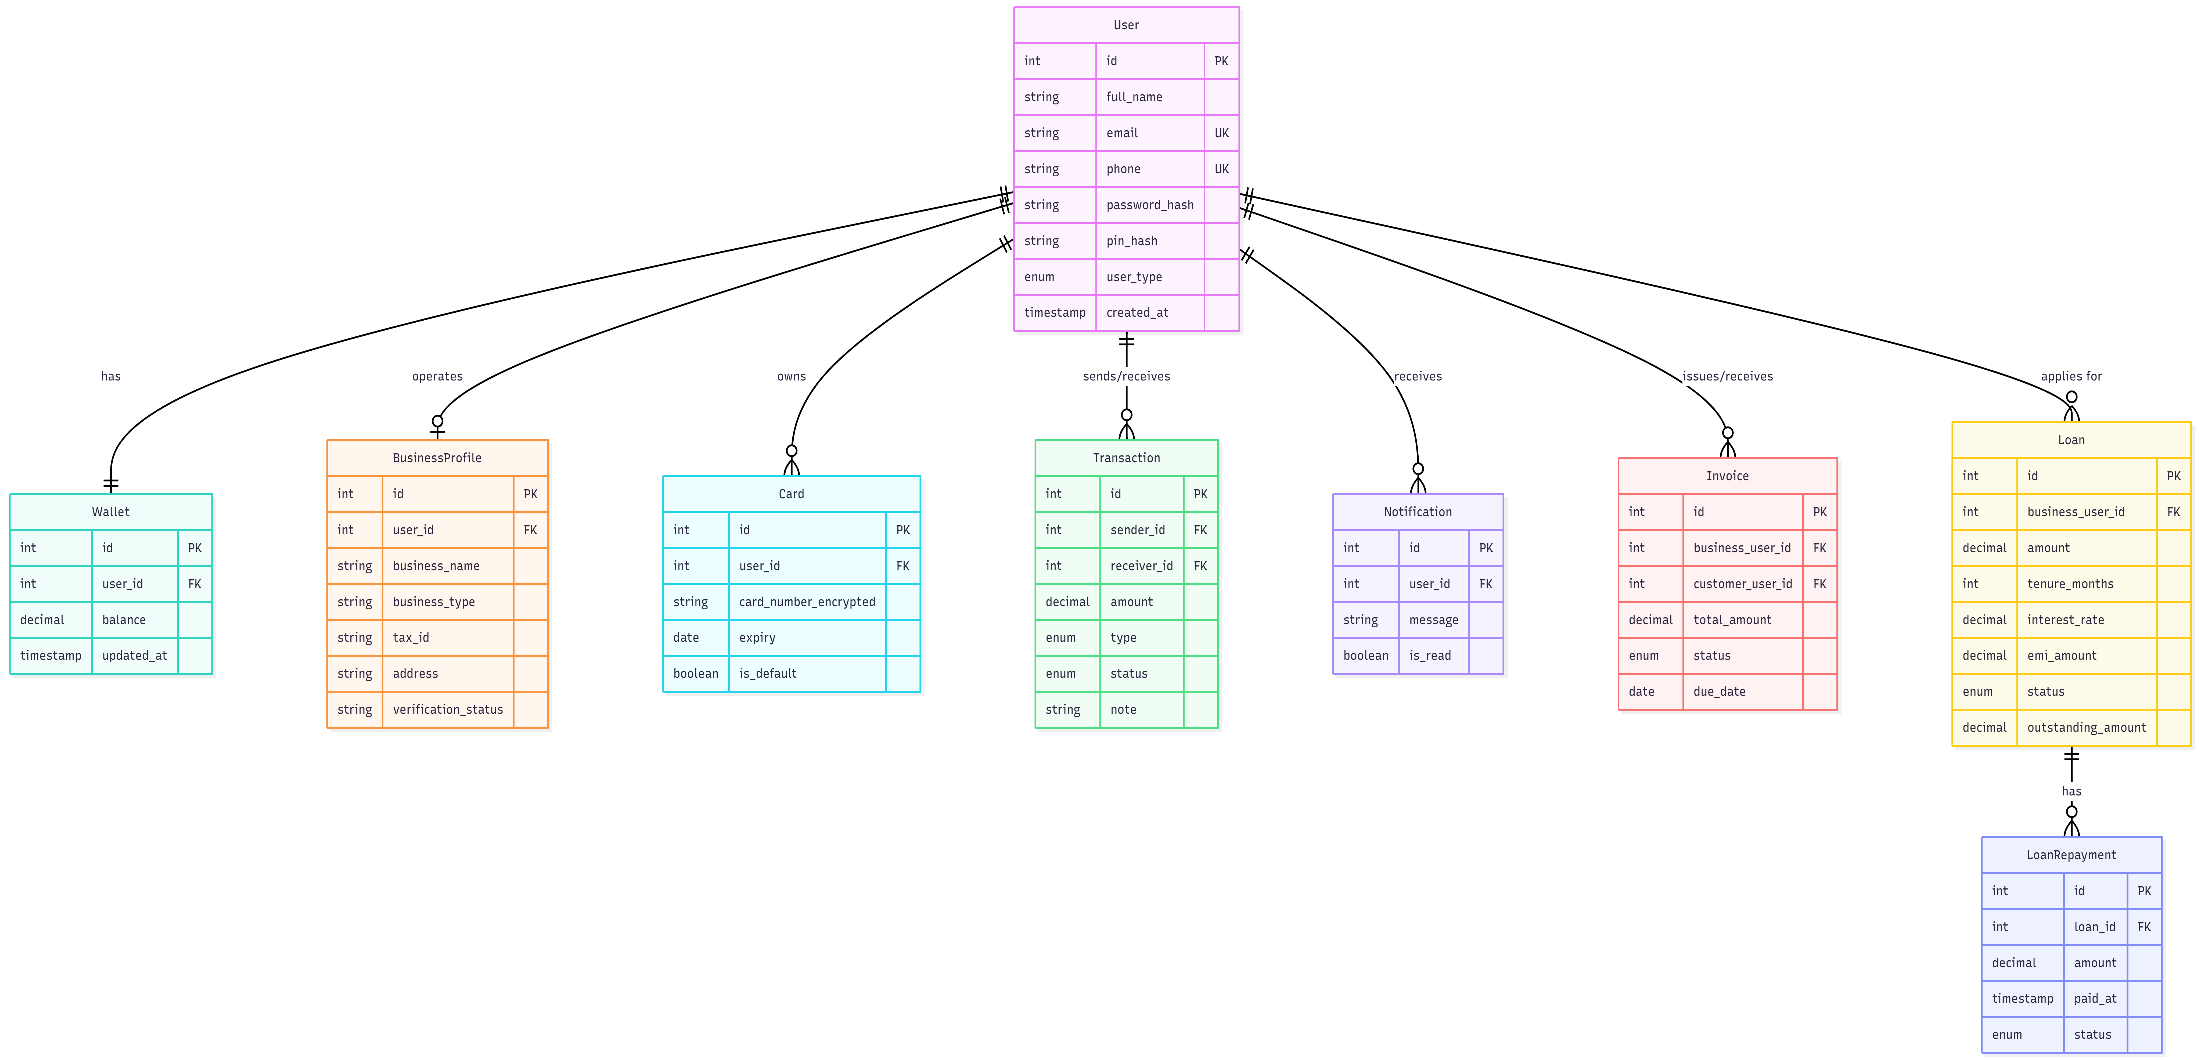 User
int id PK
string full_name
string email UK
string phone UK
string password_hash
string pin_hash
enum user_type
timestamp created_at
has
operates
owns
sends/receives
receives
issues/receives
applies for
Wallet
int id PK
int user_id FK
decimal balance
timestamp updated_at
BusinessProfile
int id PK
int user_id FK
string business_name
string business_type
string tax_id
string address
string verification_status
Card
int id PK
int user_id FK
string card_number_encrypted
date expiry
boolean is_default
Transaction
int id PK
int sender_id FK
int receiver_id FK
decimal amount
enum type
enum status
string note
Notification
int id PK
int user_id FK
string message
boolean is_read
Invoice
int id PK
int business_user_id FK
int customer_user_id FK
decimal total_amount
enum status
date due_date
Loan
int id PK
int business_user_id FK
decimal amount
int tenure_months
decimal interest_rate
decimal emi_amount
enum status
decimal outstanding_amount
has
LoanRepayment
int id PK
int loan_id FK
decimal amount
timestamp paid_at
enum status